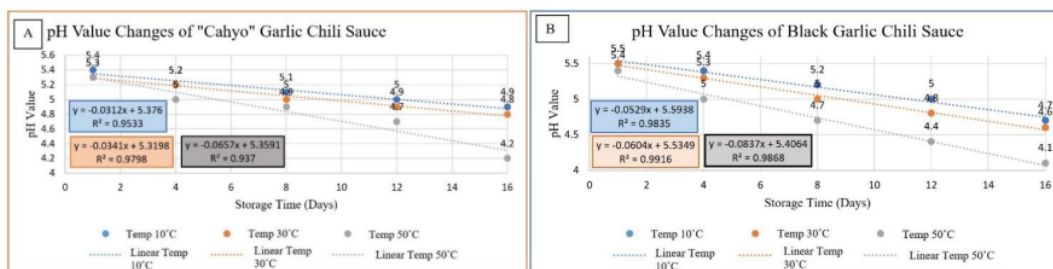 A
pH Value Changes of "Cahyo" Garlic Chili Sauce
5.6
5.4
5.2
5
4.8
4.6
4.4
4.2
4
pH Value
5.4
5.3
5.2
5
5.1
5
4.9
5
4.9
4.7
4.9
4.8
4.2
y = -0.0312x + 5.376
R² = 0.9533
y = -0.0341x + 5.3198
R² = 0.9798
y = -0.0657x + 5.3591
R² = 0.937
0 2 4 6 8 10 12 14 16
Storage Time (Days)
Temp 10˚C Temp 30˚C Temp 50˚C
Linear Temp 10˚C
Linear Temp 30˚C
Linear Temp 50˚C
B
pH Value Changes of Black Garlic Chili Sauce
5.5
5
4.5
4
pH Value
5.5
5.4
5.4
5.3
5
5.2
5
4.7
5
4.8
4.4
4.7
4.6
4.1
y = -0.0529x + 5.5938
R² = 0.9835
y = -0.0604x + 5.5349
R² = 0.9916
y = -0.0837x + 5.4064
R² = 0.9868
0 2 4 6 8 10 12 14 16
Storage Time (Days)
Temp 10˚C Temp 30˚C Temp 50˚C
Linear Temp 10˚C
Linear Temp 30˚C
Linear Temp 50˚C